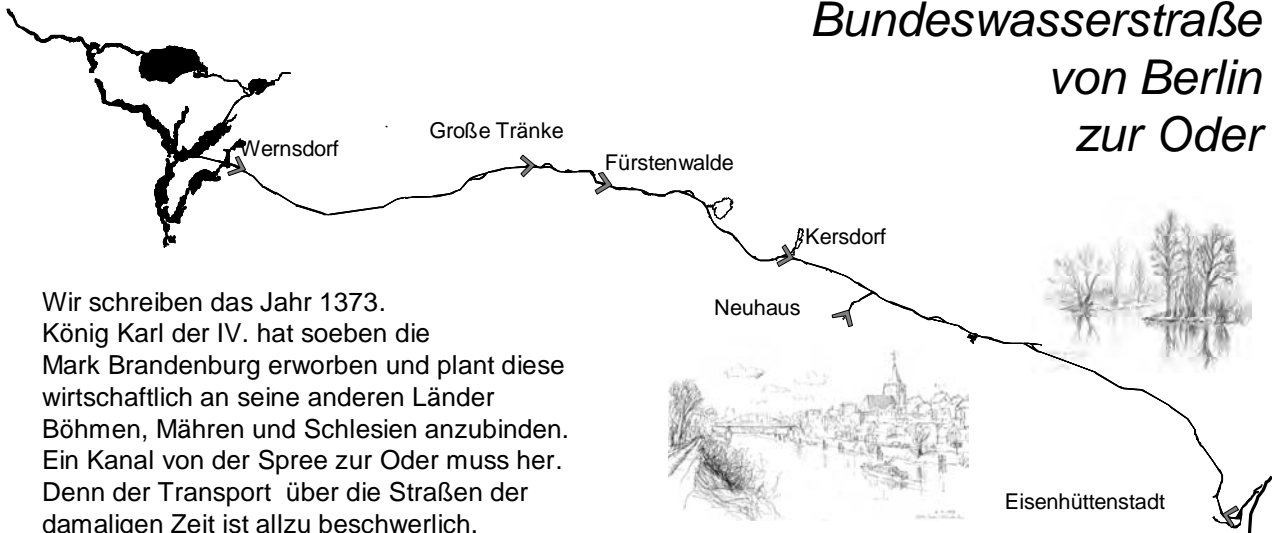 Bundeswasserstraße
von Berlin
zur Oder
Große Tränke
Wernsdorf
Fürstenwalde
Kersdorf
Neuhaus
Eisenhüttenstadt
Wir schreiben das Jahr 1373.
König Karl der IV. hat soeben die
Mark Brandenburg erworben und plant diese
wirtschaftlich an seine anderen Länder
Böhmen, Mähren und Schlesien anzubinden.
Ein Kanal von der Spree zur Oder muss her.
Denn der Transport über die Straßen der
damaligen Zeit ist allzu beschwerlich.